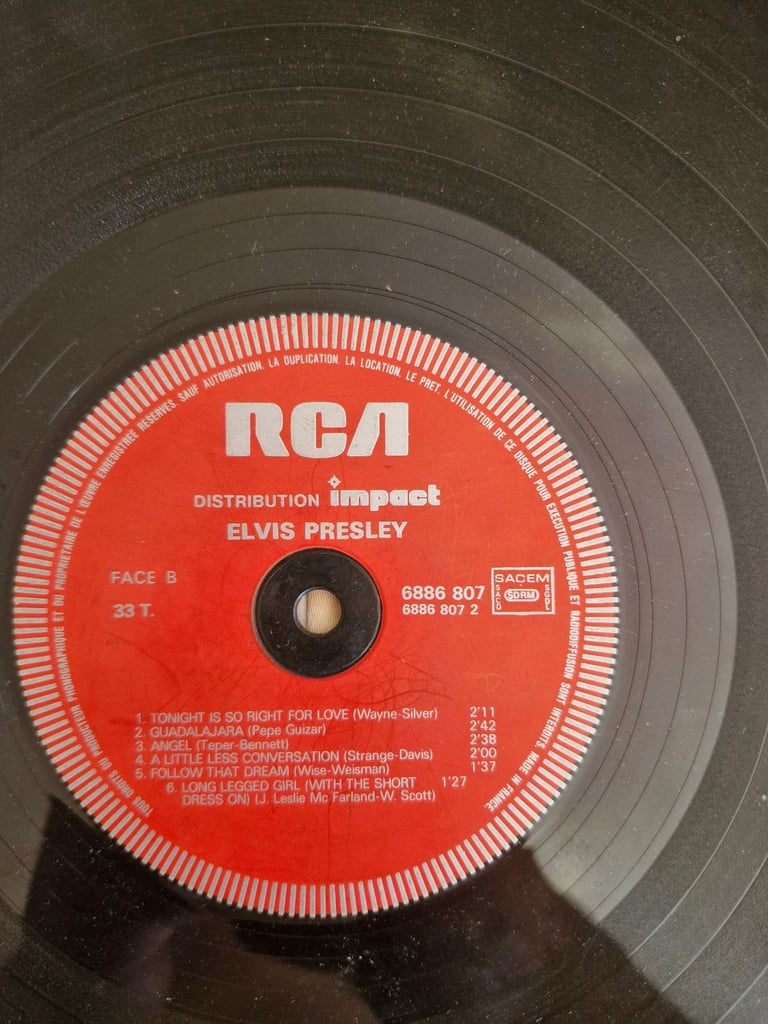 TOUS DROITS DU PRODUCTEUR PHONOGRAPHIQUE ET DU PROPRIETAIRE DE L'ŒUVRE ENREGISTREE RESERVES. SAUF AUTORISATION, LA DUPLICATION, LA LOCATION, LE PRET, L'UTILISATION DE CE DISQUE POUR EXECUTION PUBLIQUE ET RADIODIFFUSION SONT INTERDITS. MADE IN FRANCE
RCA
DISTRIBUTION impact
ELVIS PRESLEY
FACE B
33 T.
6886 807
6886 807 2
SACEM
SACD SDRM SGDL
1. TONIGHT IS SO RIGHT FOR LOVE (Wayne-Silver) 2'11
2. GUADALAJARA (Pepe Guizar) 2'42
3. ANGEL (Teper-Bennett) 2'38
4. A LITTLE LESS CONVERSATION (Strange-Davis) 2'00
5. FOLLOW THAT DREAM (Wise-Weisman) 1'37
6. LONG LEGGED GIRL (WITH THE SHORT 1'27
DRESS ON) (J. Leslie Mc Farland-W. Scott)